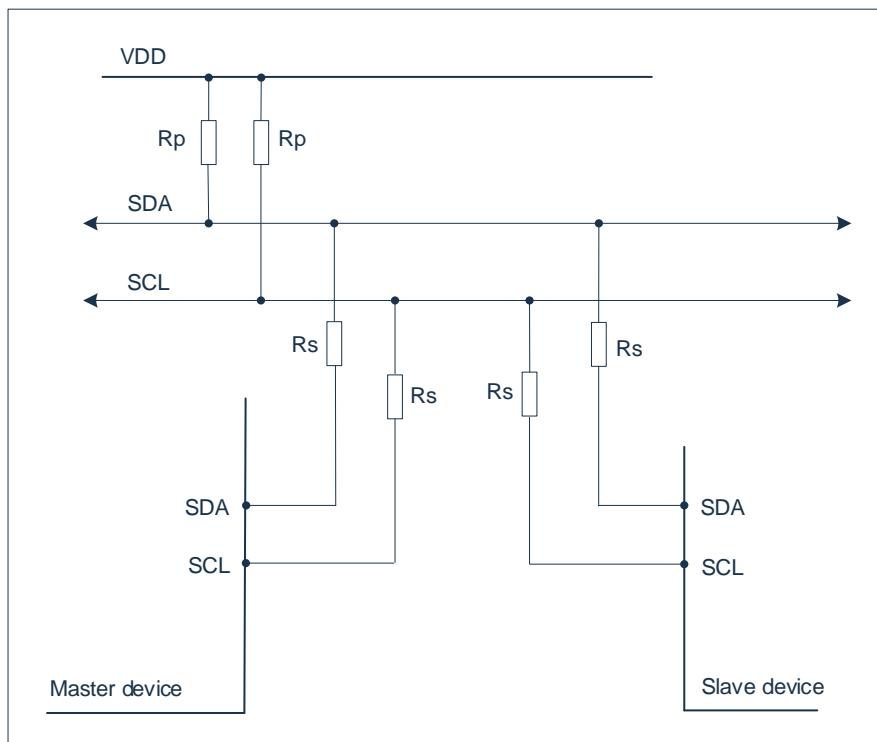 VDD
Rp
Rp
SDA
SCL
Rs
Rs
Rs
Rs
SDA
SDA
SCL
SCL
Master device
Slave device